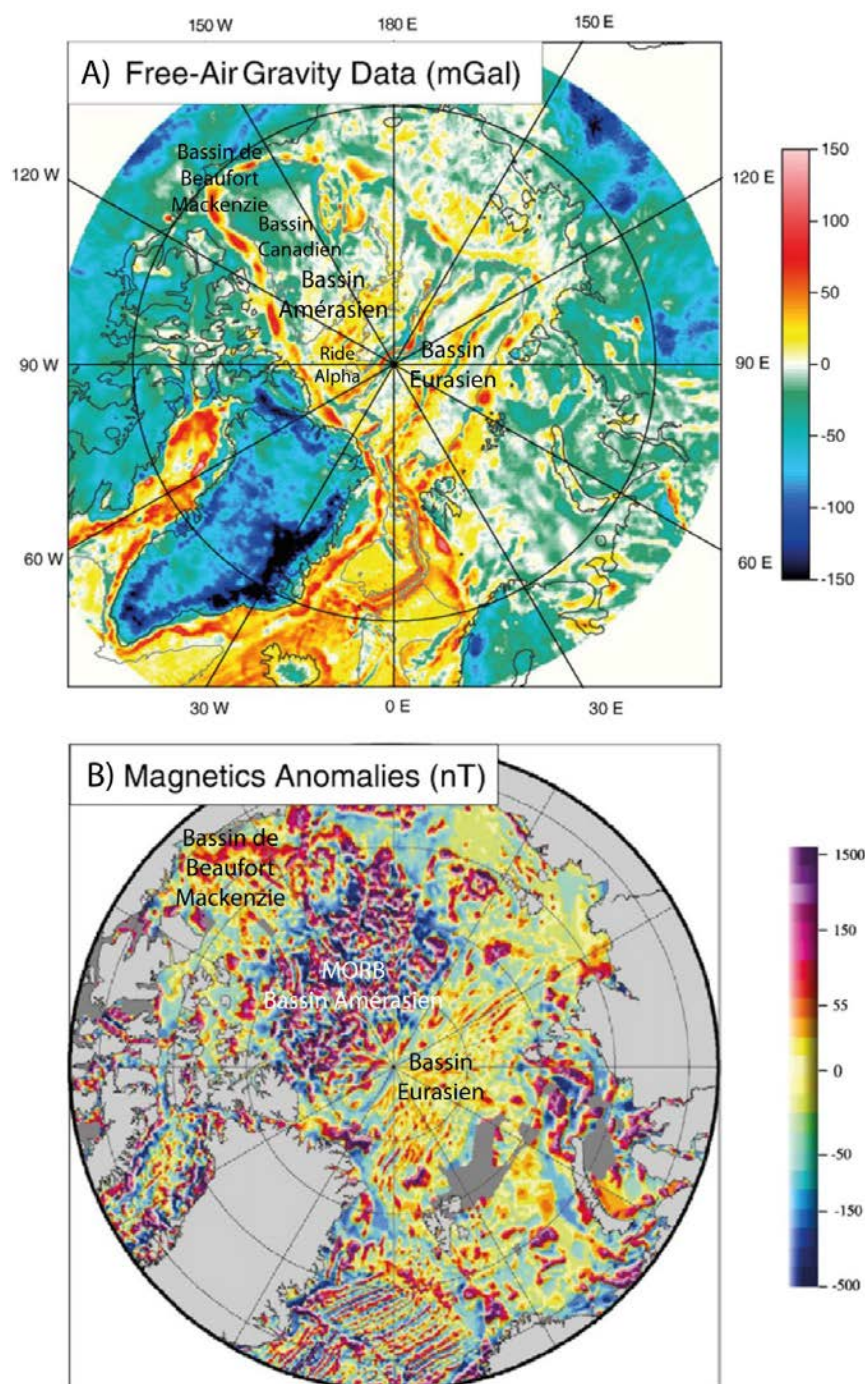 150 W 180 E 150 E
A) Free-Air Gravity Data (mGal)
Bassin de
Beaufort
Mackenzie
120 W
120 E
150
100
50
0
-50
-100
-150
Bassin
Canadien
Bassin
Amérasien
Ride
Alpha
Bassin
Eurasien
90 W
90 E
60 W
60 E
30 W 0 E 30 E
B) Magnetics Anomalies (nT)
Bassin de
Beaufort
Mackenzie
MORB
Bassin Amérasien
Bassin
Eurasien
1500
150
55
0
-50
-150
-500